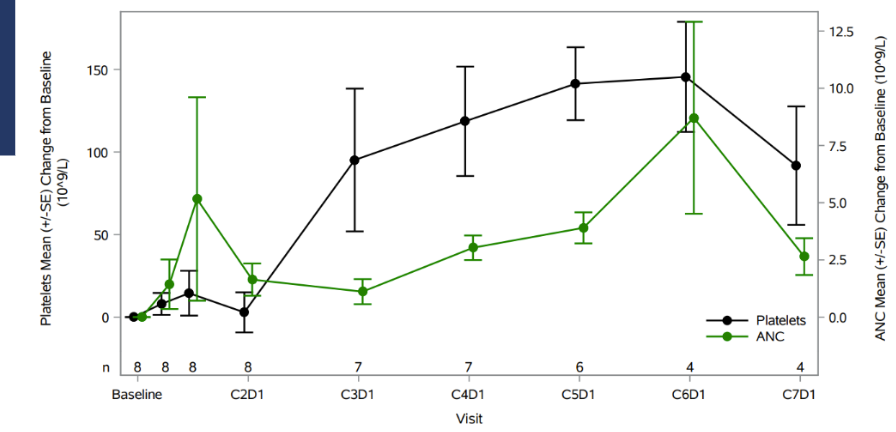 Platelets Mean (+/-SE) Change from Baseline
(10^9/L)
150
100
50
0
12.5
10.0
7.5
5.0
2.5
0.0
ANC Mean (+/-SE) Change from Baseline (10^9/L)
Platelets
ANC
n 8 8 8 8 7 7 6 4 4
Baseline C2D1 C3D1 C4D1 C5D1 C6D1 C7D1
Visit